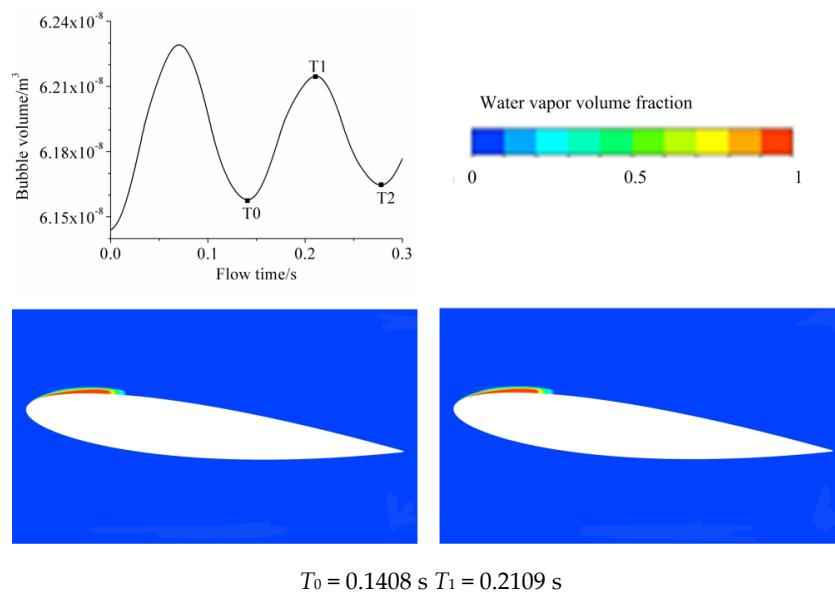 6.24x10⁻⁸
6.21x10⁻⁸
6.18x10⁻⁸
6.15x10⁻⁸
Bubble volume/m³
T1
T0
T2
0.0 0.1 0.2 0.3
Flow time/s
Water vapor volume fraction
0 0.5 1
T₀ = 0.1408 s T₁ = 0.2109 s